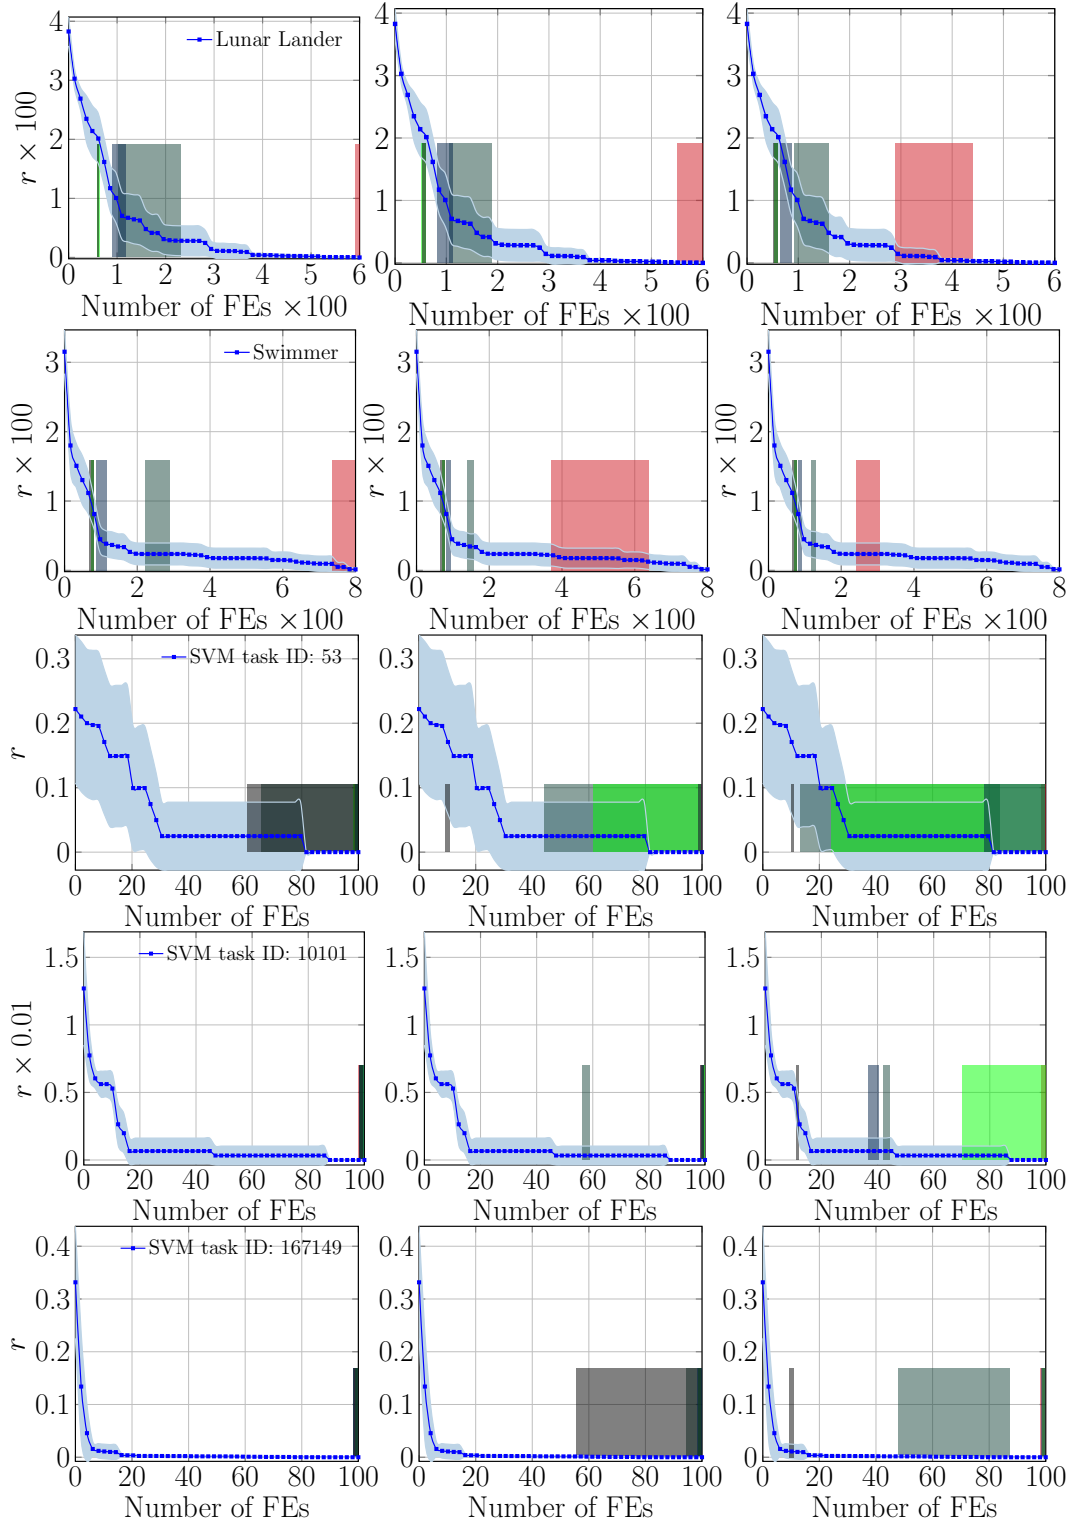 4
3
2
1
0
r × 100
Lunar Lander
0 1 2 3 4 5 6
Number of FEs ×100
4
3
2
1
0
0 1 2 3 4 5 6
Number of FEs ×100
4
3
2
1
0
0 1 2 3 4 5 6
Number of FEs ×100
3
2
1
0
r × 100
Swimmer
0 2 4 6 8
Number of FEs ×100
3
2
1
0
r × 100
0 2 4 6 8
Number of FEs ×100
3
2
1
0
r × 100
0 2 4 6 8
Number of FEs ×100
0.3
0.2
0.1
0
r
SVM task ID: 53
0 20 40 60 80 100
Number of FEs
0.3
0.2
0.1
0
0 20 40 60 80 100
Number of FEs
0.3
0.2
0.1
0
0 20 40 60 80 100
Number of FEs
1.5
1
0.5
0
r × 0.01
SVM task ID: 10101
0 20 40 60 80 100
Number of FEs
1.5
1
0.5
0
0 20 40 60 80 100
Number of FEs
1.5
1
0.5
0
0 20 40 60 80 100
Number of FEs
0.4
0.3
0.2
0.1
0
r
SVM task ID: 167149
0 20 40 60 80 100
Number of FEs
0.4
0.3
0.2
0.1
0
0 20 40 60 80 100
Number of FEs
0.4
0.3
0.2
0.1
0
0 20 40 60 80 100
Number of FEs